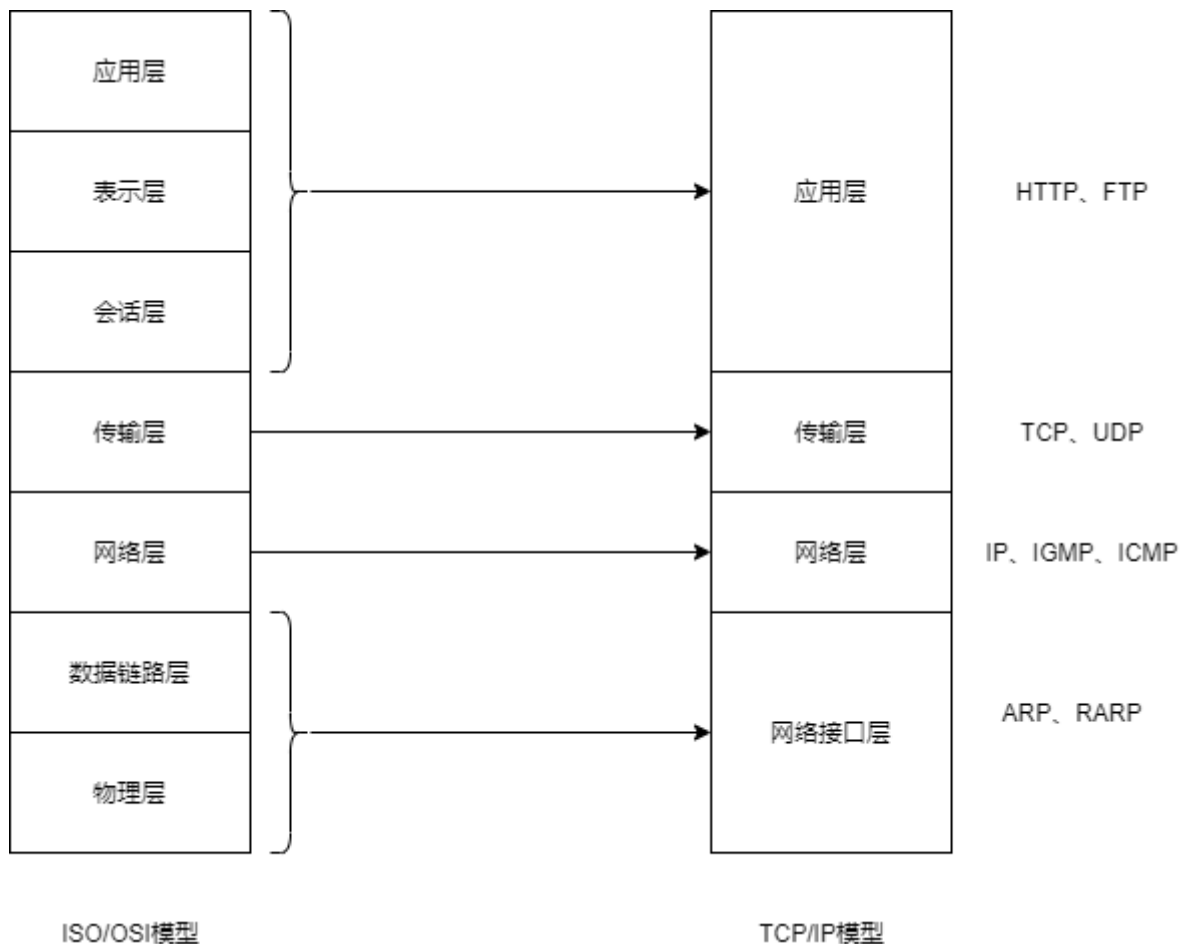 应用层
表示层
会话层
传输层
网络层
数据链路层
物理层
ISO/OSI模型
应用层
传输层
网络层
网络接口层
TCP/IP模型
HTTP、FTP
TCP、UDP
IP、IGMP、ICMP
ARP、RARP